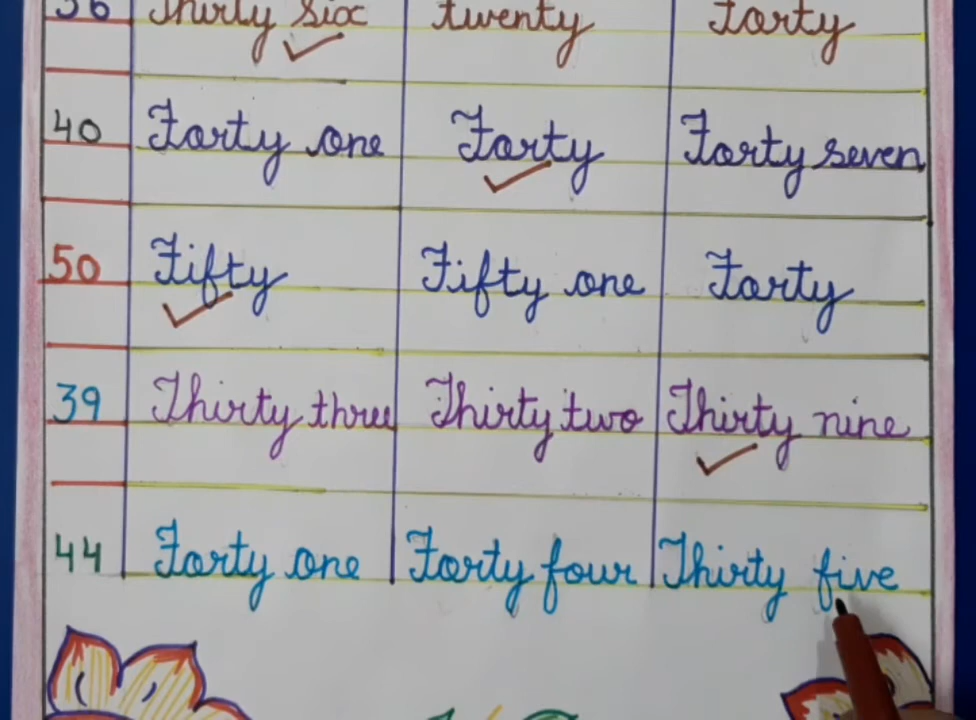 36 Thirty six twenty Forty
40 Forty one Forty Forty seven
50 Fifty Fifty one Forty
39 Thirty three Thirty two Thirty nine
44 Forty one Forty four Thirty five